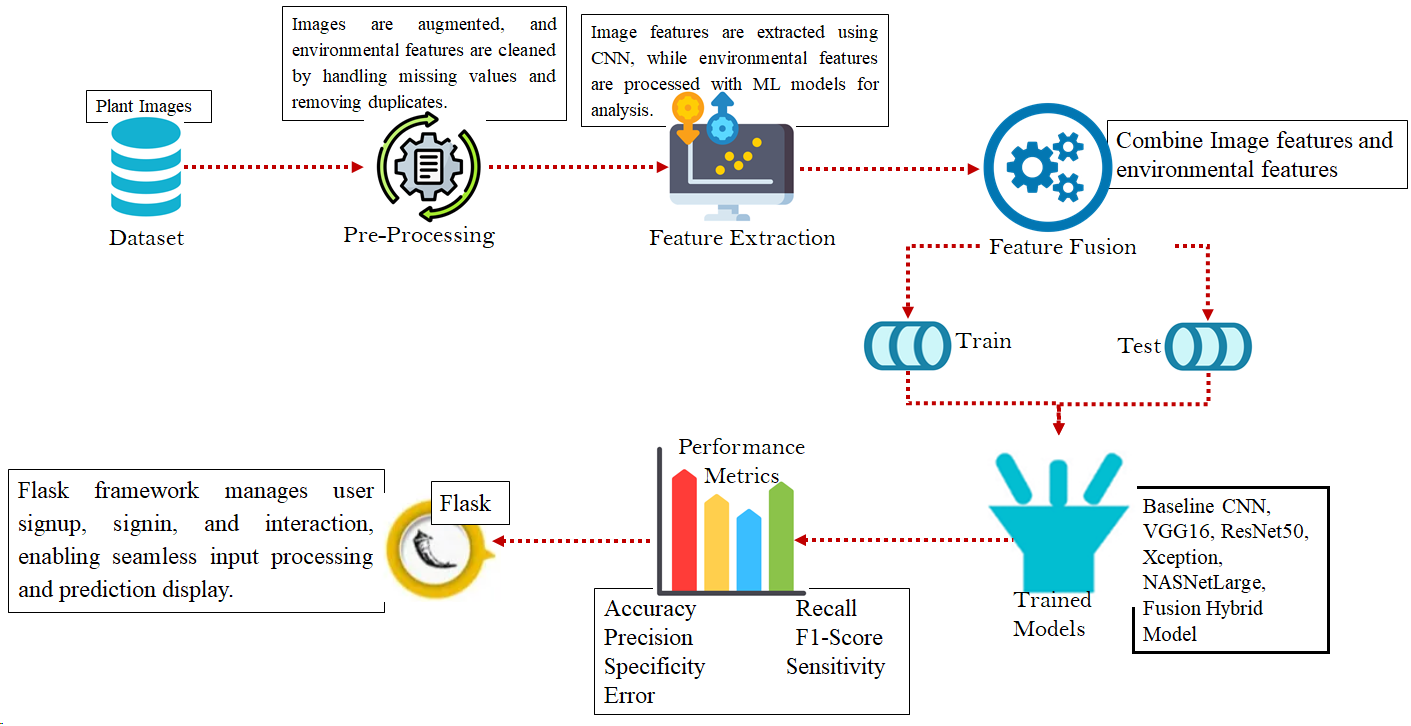 Plant Images
Dataset
Images are augmented, and
environmental features are cleaned
by handling missing values and
removing duplicates.
Pre-Processing
Image features are extracted using
CNN, while environmental features
are processed with ML models for
analysis.
Feature Extraction
Combine Image features and
environmental features
Feature Fusion
Train
Test
Baseline CNN,
VGG16, ResNet50,
Xception,
NASNetLarge,
Fusion Hybrid
Model
Trained
Models
Performance
Metrics
Accuracy Recall
Precision F1-Score
Specificity Sensitivity
Error
Flask
Flask framework manages user
signup, signin, and interaction,
enabling seamless input processing
and prediction display.